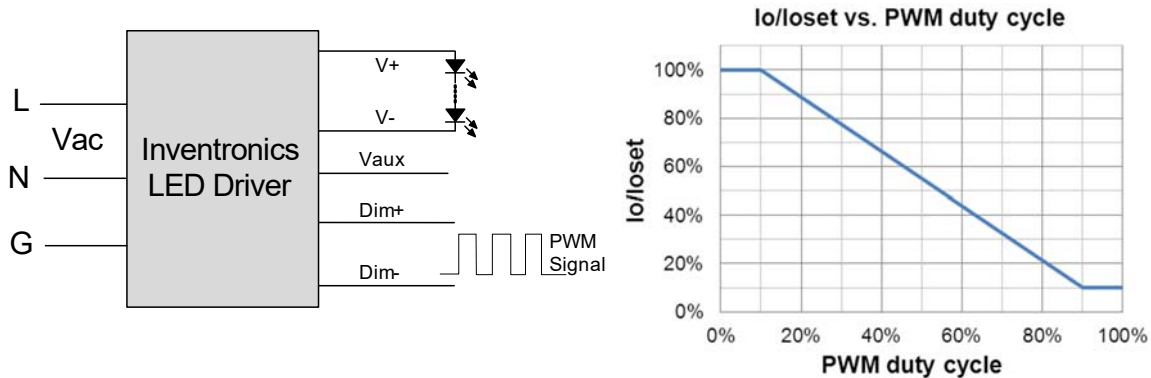 L
Vac
N
G
Inventronics
LED Driver
V+
V-
Vaux
Dim+
Dim-
PWM
Signal
Io/Ioset vs. PWM duty cycle
Io/Ioset
100%
80%
60%
40%
20%
0%
0% 20% 40% 60% 80% 100%
PWM duty cycle